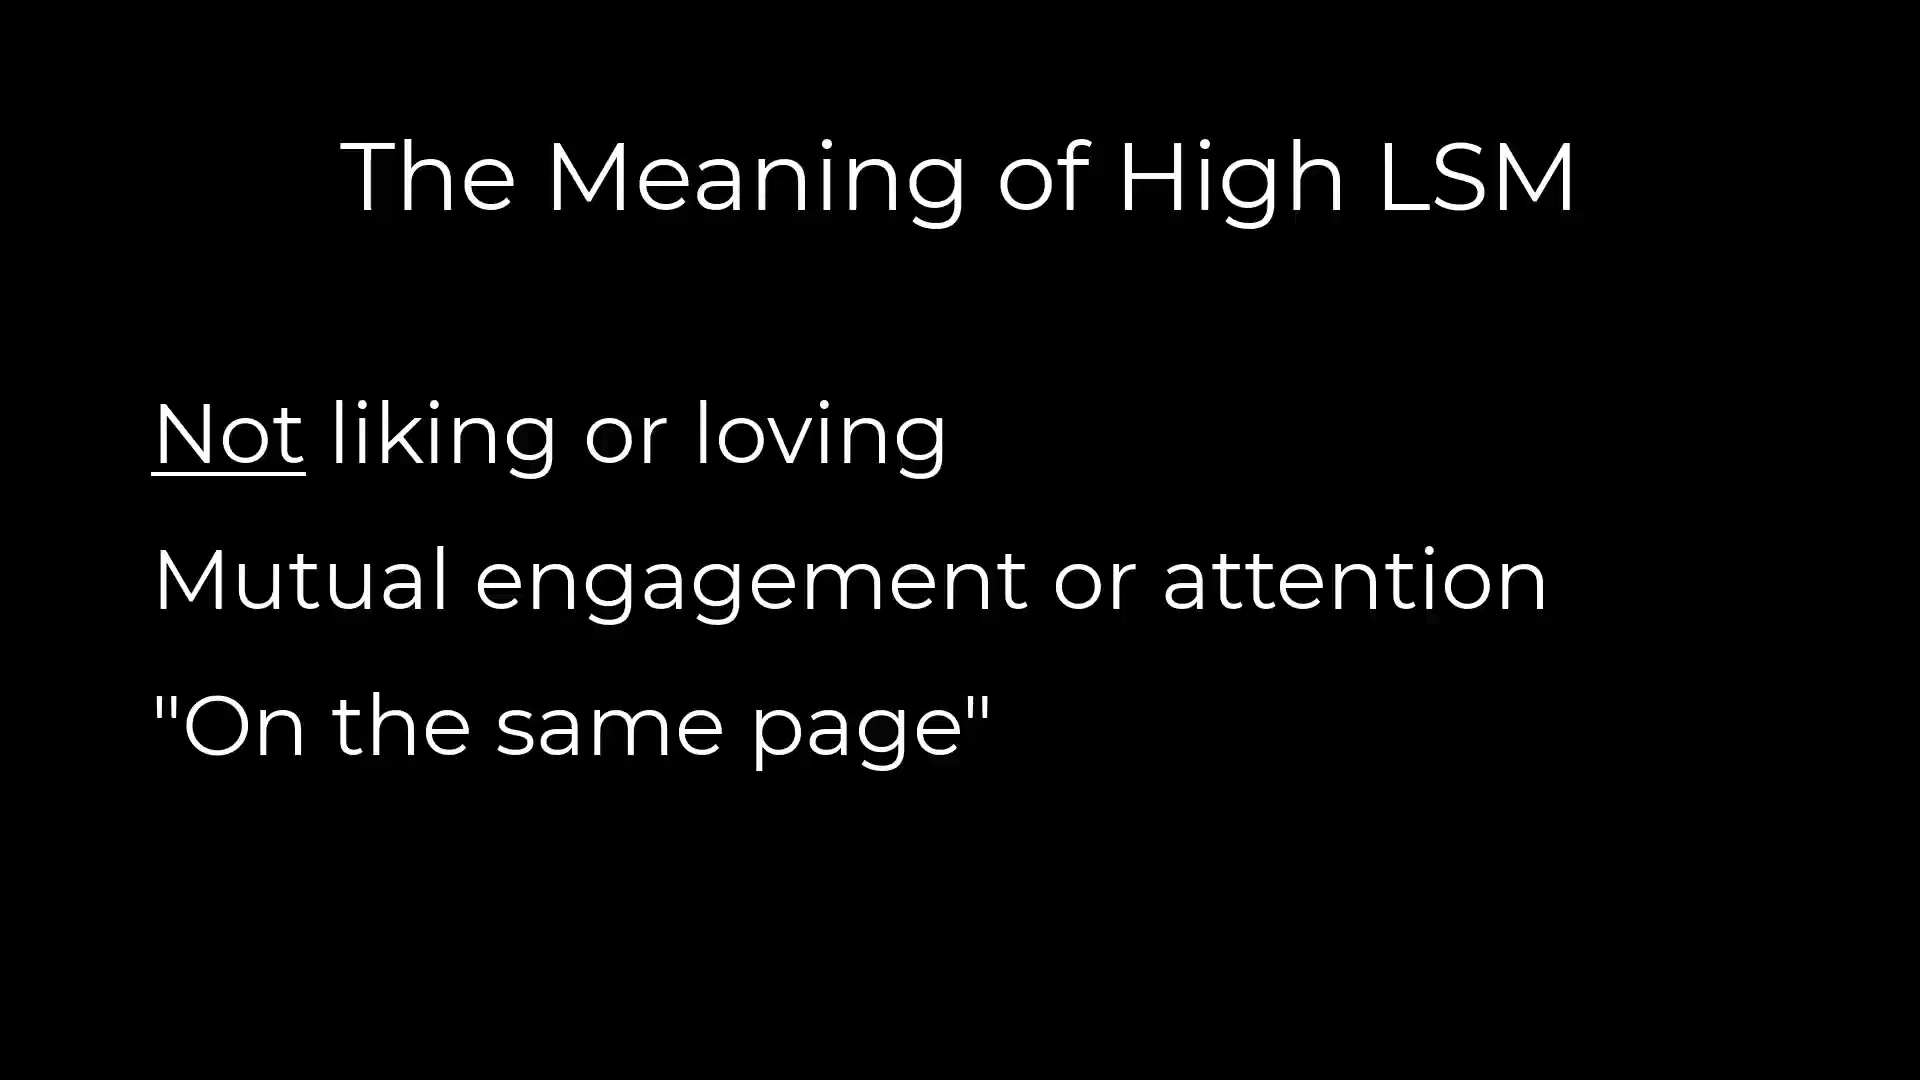 The Meaning of High LSM
Not liking or loving
Mutual engagement or attention
"On the same page"